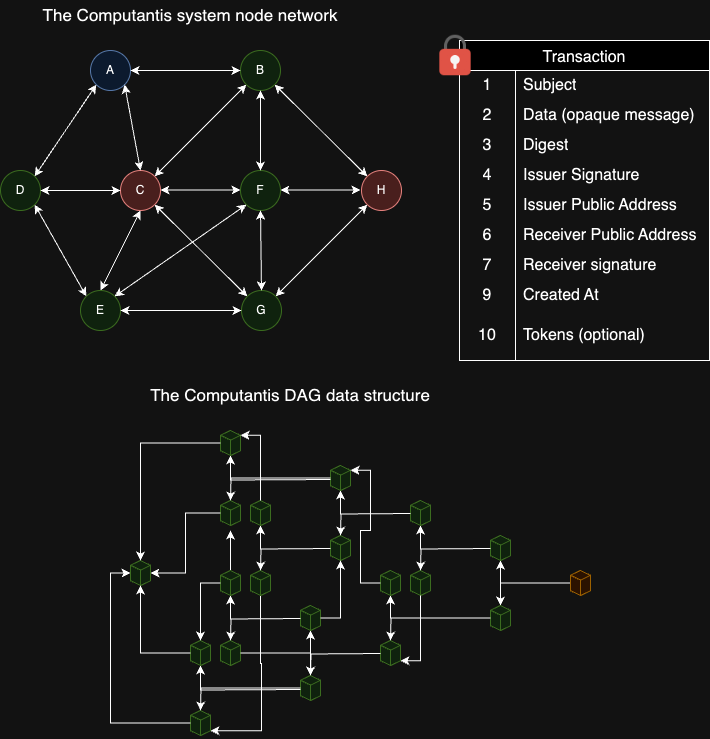 The Computantis system node network
A
B
D
C
F
H
E
G
Transaction
1 Subject
2 Data (opaque message)
3 Digest
4 Issuer Signature
5 Issuer Public Address
6 Receiver Public Address
7 Receiver signature
9 Created At
10 Tokens (optional)
The Computantis DAG data structure